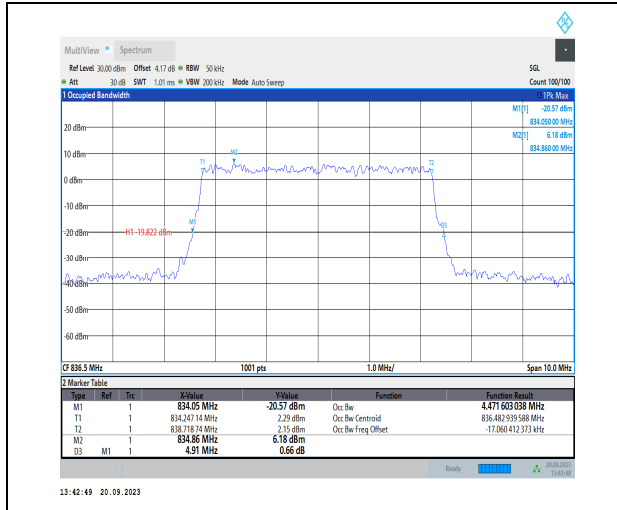 MultiView Spectrum
Ref Level 30.00 dBm Offset 4.17 dB RBW 50 kHz SGL
Att 30 dB SWT 1.01 ms VBW 200 kHz Mode Auto Sweep Count 100/100
1 Occupied Bandwidth 1Pk Max
M1[1] -20.57 dBm
834.05000 MHz
M2[1] 6.18 dBm
834.86000 MHz
20 dBm
10 dBm
M2
T1
T2
0 dBm
-10 dBm
M1
D3
-20 dBm
H1 -19.822 dBm
-30 dBm
-40 dBm
-50 dBm
-60 dBm
CF 836.5 MHz 1001 pts 1.0 MHz/ Span 10.0 MHz
2 Marker Table
Type Ref Trc X-Value Y-Value Function Function Result
M1 1 834.05 MHz -20.57 dBm Occ Bw 4.471 603 038 MHz
T1 1 834.247 14 MHz 2.29 dBm Occ Bw Centroid 836.482 939 588 MHz
T2 1 838.718 74 MHz 2.15 dBm Occ Bw Freq Offset -17.060 412 373 kHz
M2 1 834.86 MHz 6.18 dBm
D3 M1 1 4.91 MHz 0.66 dB
Ready 20.09.2023
13:42:48
13:42:49 20.09.2023